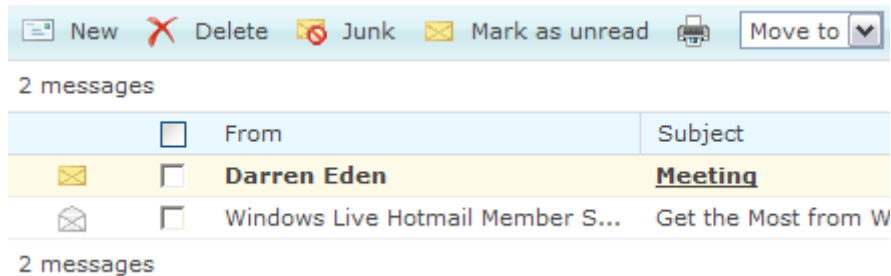 New Delete Junk Mark as unread Move to
2 messages
From Subject
Darren Eden Meeting
Windows Live Hotmail Member S... Get the Most from W
2 messages